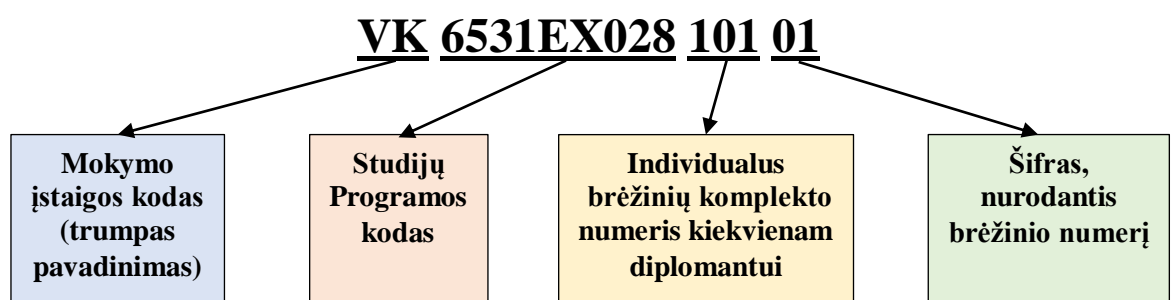 VK 6531EX028 101 01
Mokymo
įstaigos kodas
(trumpas
pavadinimas)
Studijų
Programos
kodas
Individualus
brėžinių komplekto
numeris kiekvienam
diplomantui
Šifras,
nurodantis
brėžinio numerį